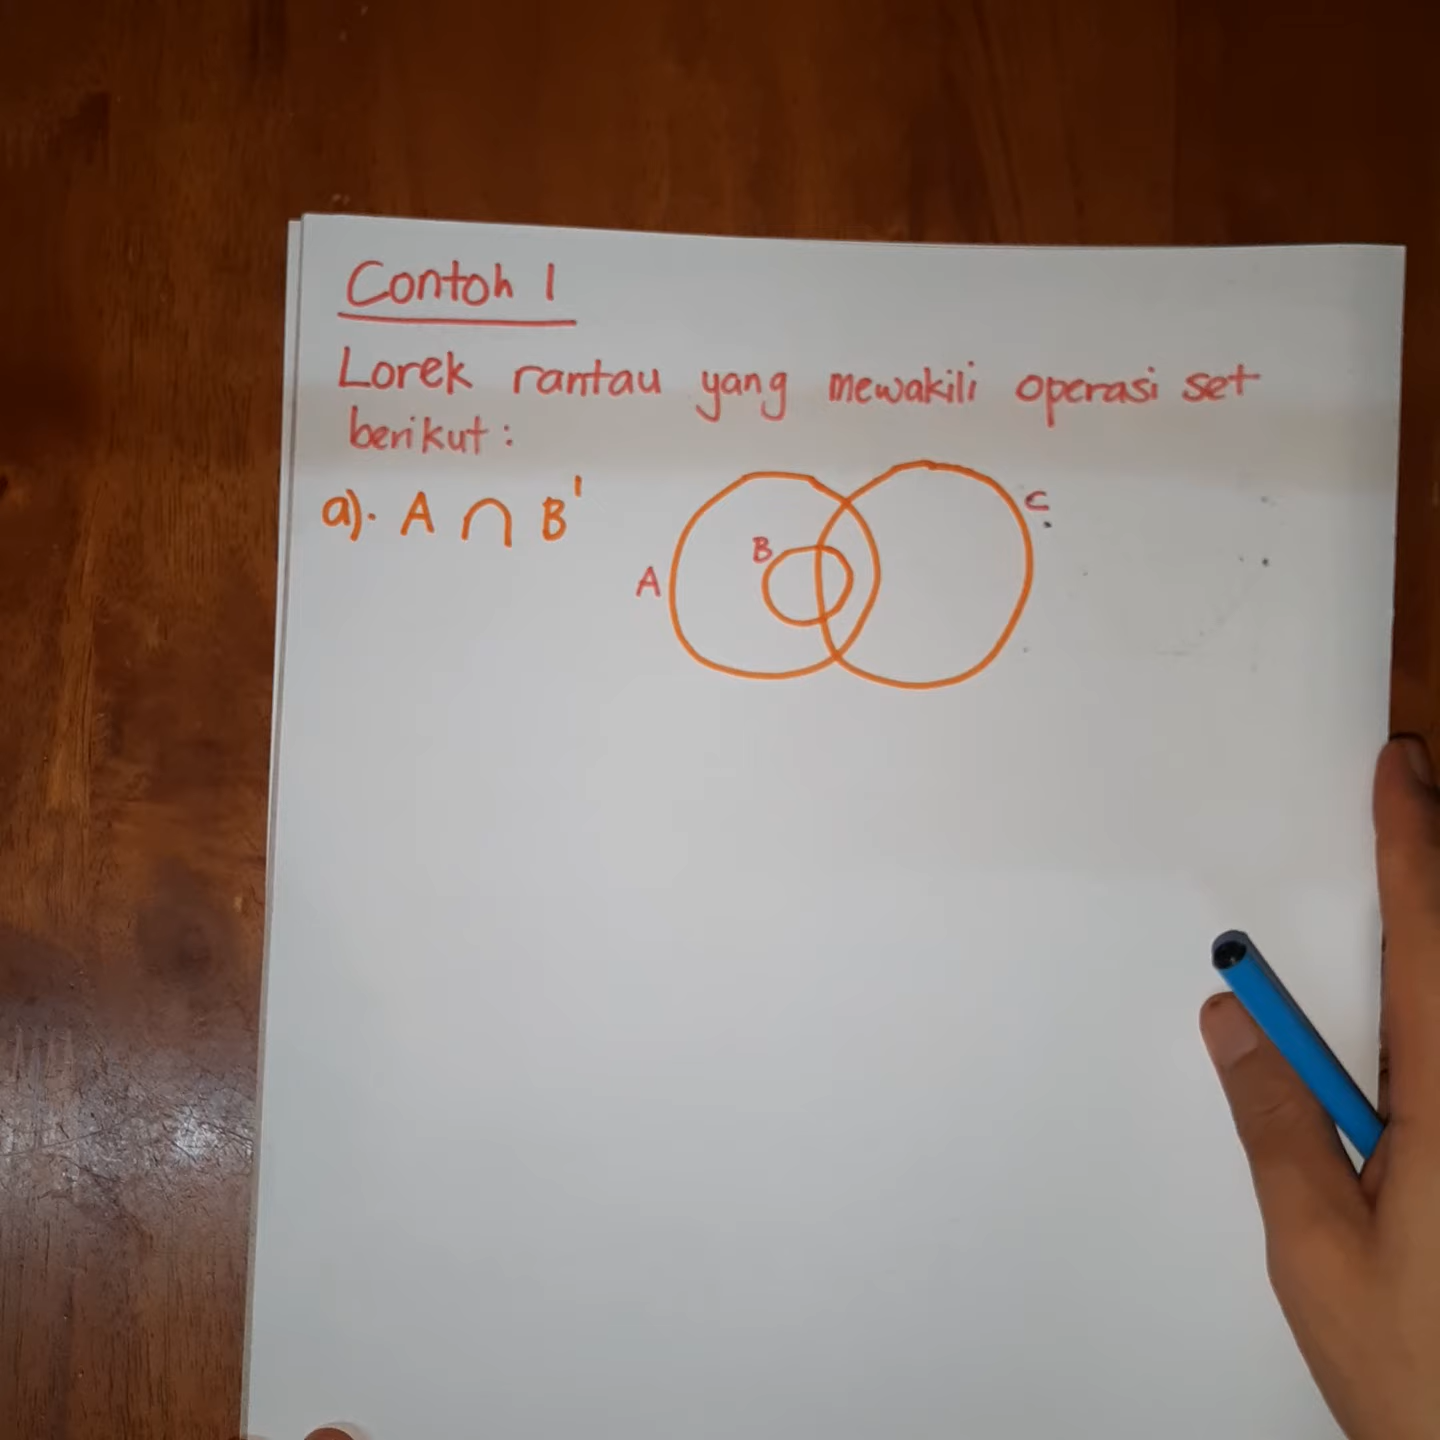 Contoh 1
Lorek rantau yang mewakili operasi set
berikut:
a). A ∩ B'
A
B
C